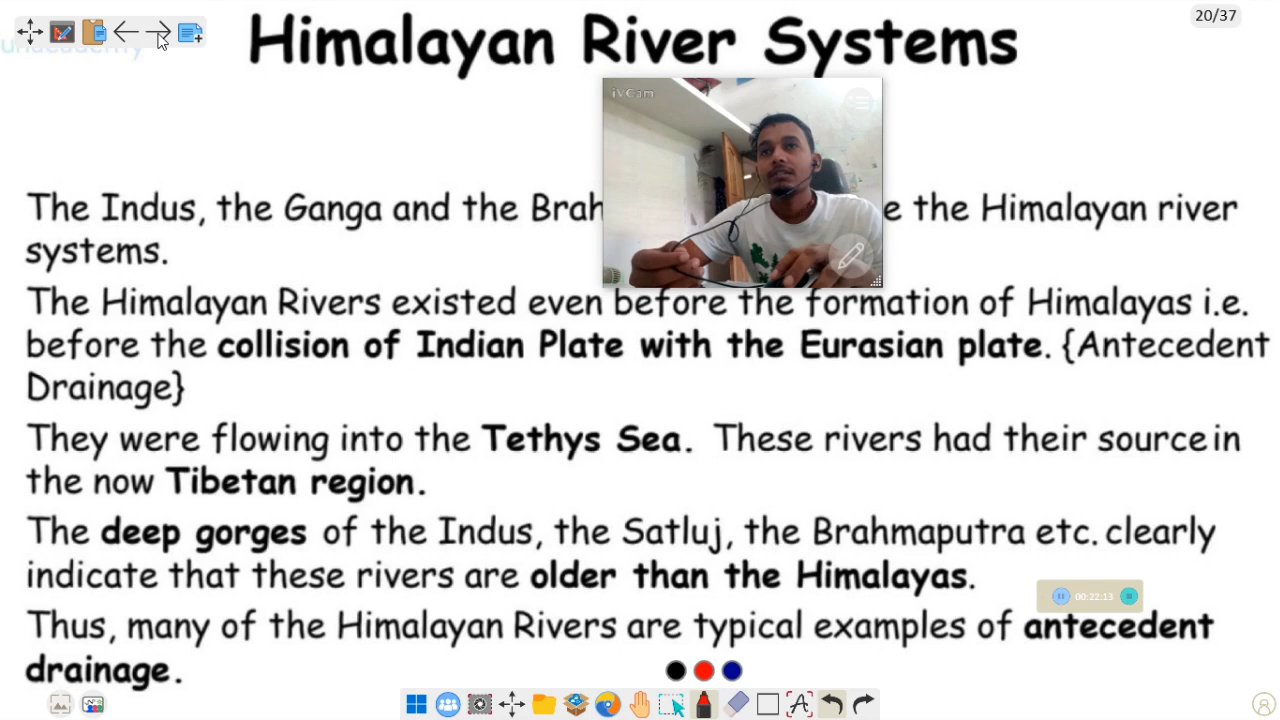 20/37
Himalayan River Systems
iVCam
The Indus, the Ganga and the Brah e the Himalayan river
systems.
The Himalayan Rivers existed even before the formation of Himalayas i.e.
before the collision of Indian Plate with the Eurasian plate. {Antecedent
Drainage}
They were flowing into the Tethys Sea. These rivers had their source in
the now Tibetan region.
The deep gorges of the Indus, the Satluj, the Brahmaputra etc. clearly
indicate that these rivers are older than the Himalayas.
00:22:13
Thus, many of the Himalayan Rivers are typical examples of antecedent
drainage.